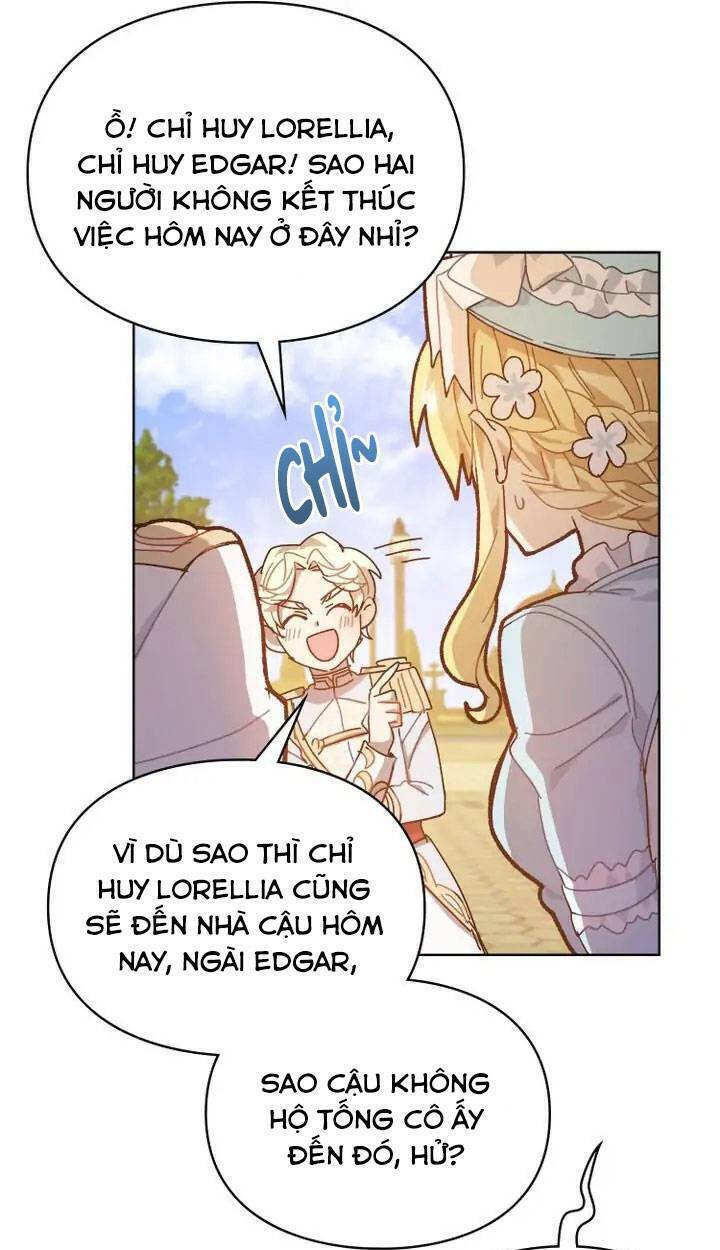 Ồ! CHỈ HUY LORELLIA,
CHỈ HUY EDGAR! SAO HAI
NGƯỜI KHÔNG KẾT THÚC
VIỆC HÔM NAY Ở ĐÂY NHỈ?
CHỈ
VÌ DÙ SAO THÌ CHỈ
HUY LORELLIA CŨNG
SẼ ĐẾN NHÀ CẬU HÔM
NAY, NGÀI EDGAR,
SAO CẬU KHÔNG
HỘ TỐNG CÔ ẤY
ĐẾN ĐÓ, HỬ?